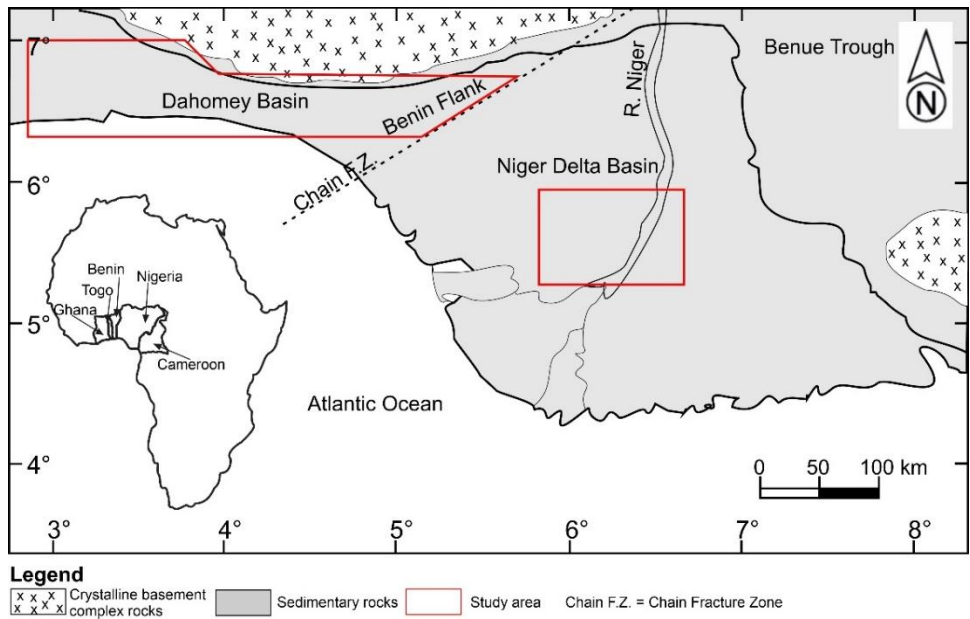 7°
Benue Trough
N
R. Niger
Dahomey Basin
Benin Flank
Chain F.Z.
Niger Delta Basin
6°
Benin
Nigeria
Togo
Ghana
Cameroon
5°
Atlantic Ocean
4°
0 50 100 km
3° 4° 5° 6° 7° 8°
Legend
Crystalline basement
complex rocks
Sedimentary rocks
Study area
Chain F.Z. = Chain Fracture Zone